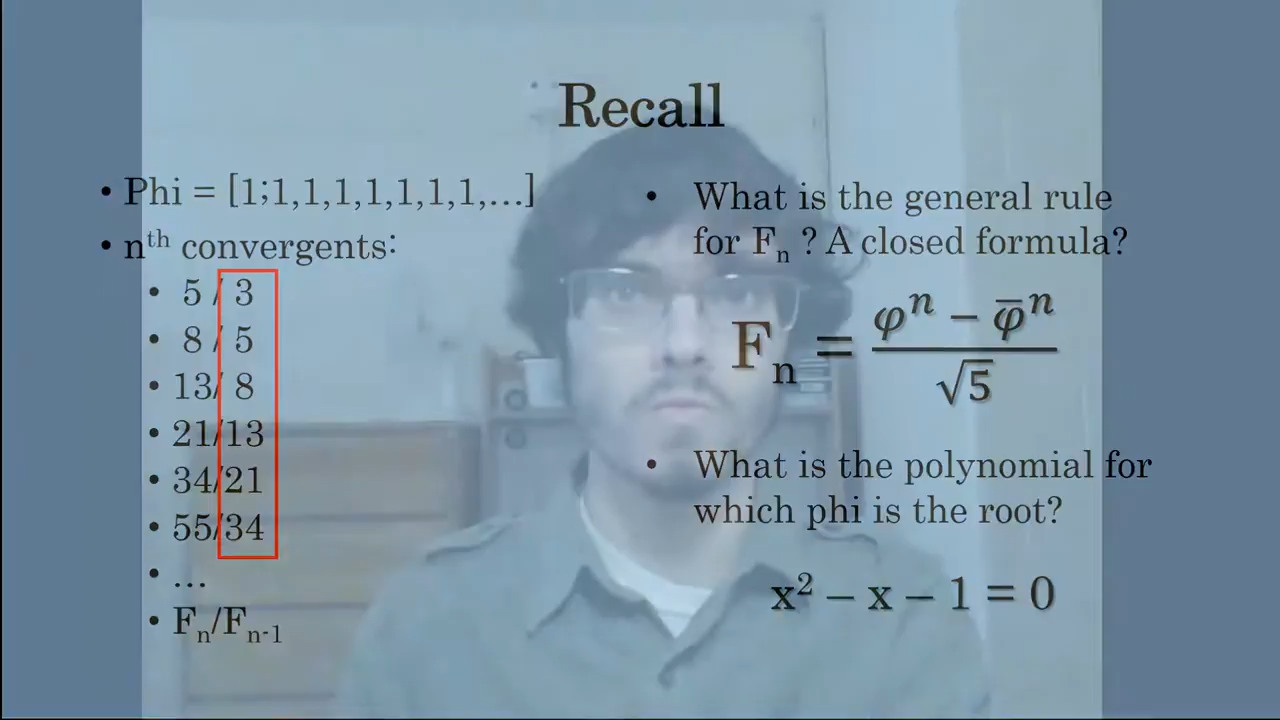 Recall
• Phi = [1;1,1,1,1,1,1,1,…]
• nᵗʰ convergents:
• 5 / 3
• 8 / 5
• 13/ 8
• 21/13
• 34/21
• 55/34
• …
• Fₙ/Fₙ₋₁
• What is the general rule
for Fₙ ? A closed formula?
Fₙ = (φⁿ − φ̅ⁿ) / √5
• What is the polynomial for
which phi is the root?
x² – x – 1 = 0